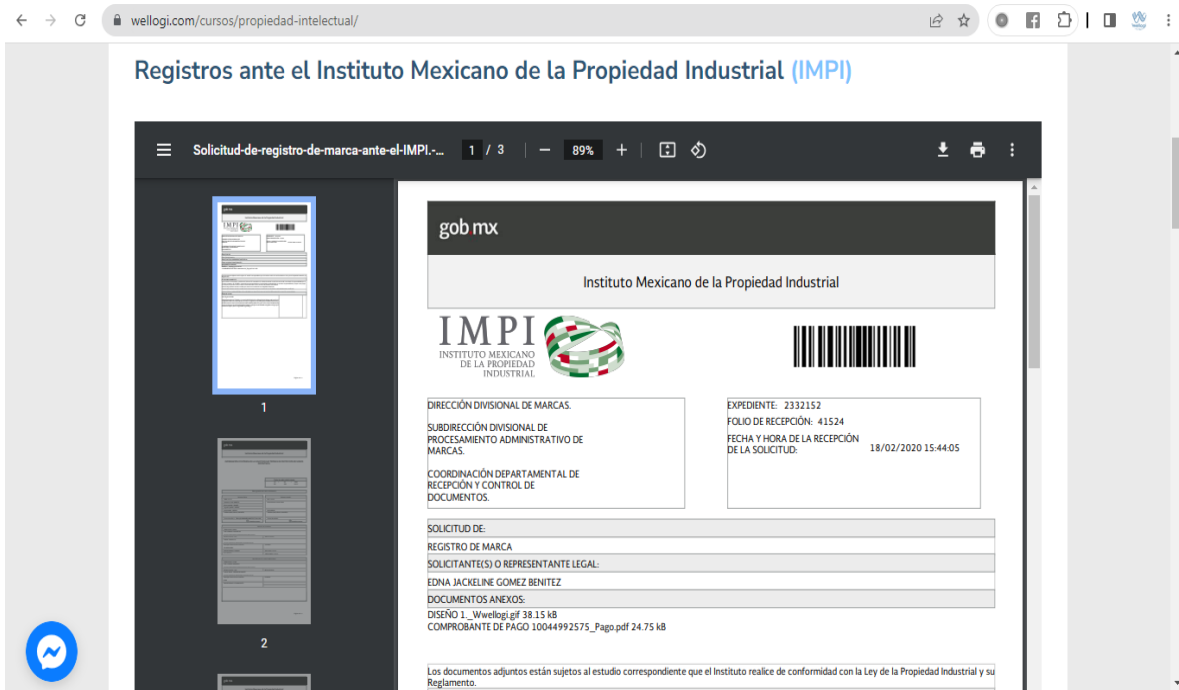 wellogi.com/cursos/propiedad-intelectual/
Registros ante el Instituto Mexicano de la Propiedad Industrial (IMPI)
Solicitud-de-registro-de-marca-ante-el-IMPI.-... 1 / 3 89%
gob.mx
Instituto Mexicano de la Propiedad Industrial
IMPI
INSTITUTO MEXICANO
DE LA PROPIEDAD
INDUSTRIAL
DIRECCIÓN DIVISIONAL DE MARCAS.
SUBDIRECCIÓN DIVISIONAL DE
PROCESAMIENTO ADMINISTRATIVO DE
MARCAS.
COORDINACIÓN DEPARTAMENTAL DE
RECEPCIÓN Y CONTROL DE
DOCUMENTOS.
EXPEDIENTE: 2332152
FOLIO DE RECEPCIÓN: 41524
FECHA Y HORA DE LA RECEPCIÓN
DE LA SOLICITUD: 18/02/2020 15:44:05
SOLICITUD DE:
REGISTRO DE MARCA
SOLICITANTE(S) O REPRESENTANTE LEGAL:
EDNA JACKELINE GOMEZ BENITEZ
DOCUMENTOS ANEXOS:
DISEÑO 1._Wwellogi.gif 38.15 kB
COMPROBANTE DE PAGO 10044992575_Pago.pdf 24.75 kB
Los documentos adjuntos están sujetos al estudio correspondiente que el Instituto realice de conformidad con la Ley de la Propiedad Industrial y su
Reglamento.
1
2